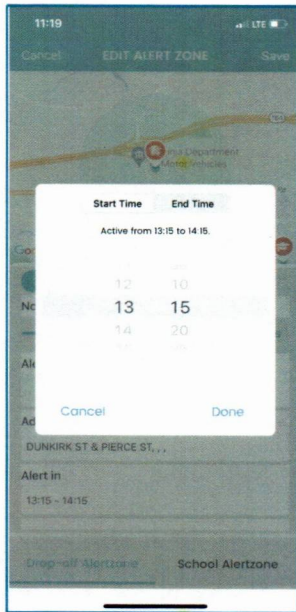 11:19
LTE
Cancel EDIT ALERT ZONE Save
Department
Motor Vehicles
Start Time End Time
Active from 13:15 to 14:15.
12 10
13 15
14 20
Cancel Done
DUNKIRK ST & PIERCE ST, , ,
Alert in
13:15 - 14:15
Drop-off Alertzone School Alertzone